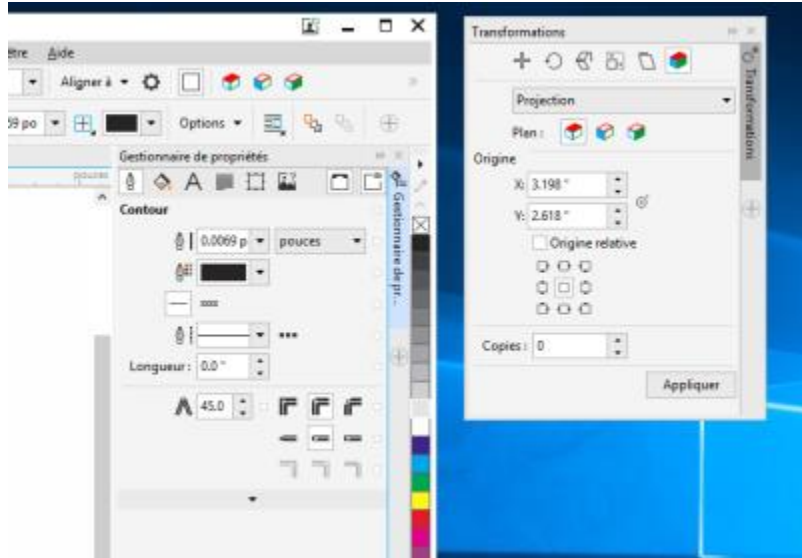 Aide
Aligner à
po
Options
Gestionnaire de propriétés
pouces
Contour
0.0069 p
pouces
Longueur: 0.0 "
45.0
Gestionnaire de pr...
Transformations
Projection
Plan :
Origine
X: 3.198 "
Y: 2.618 "
Origine relative
Copies : 0
Appliquer
Transformations